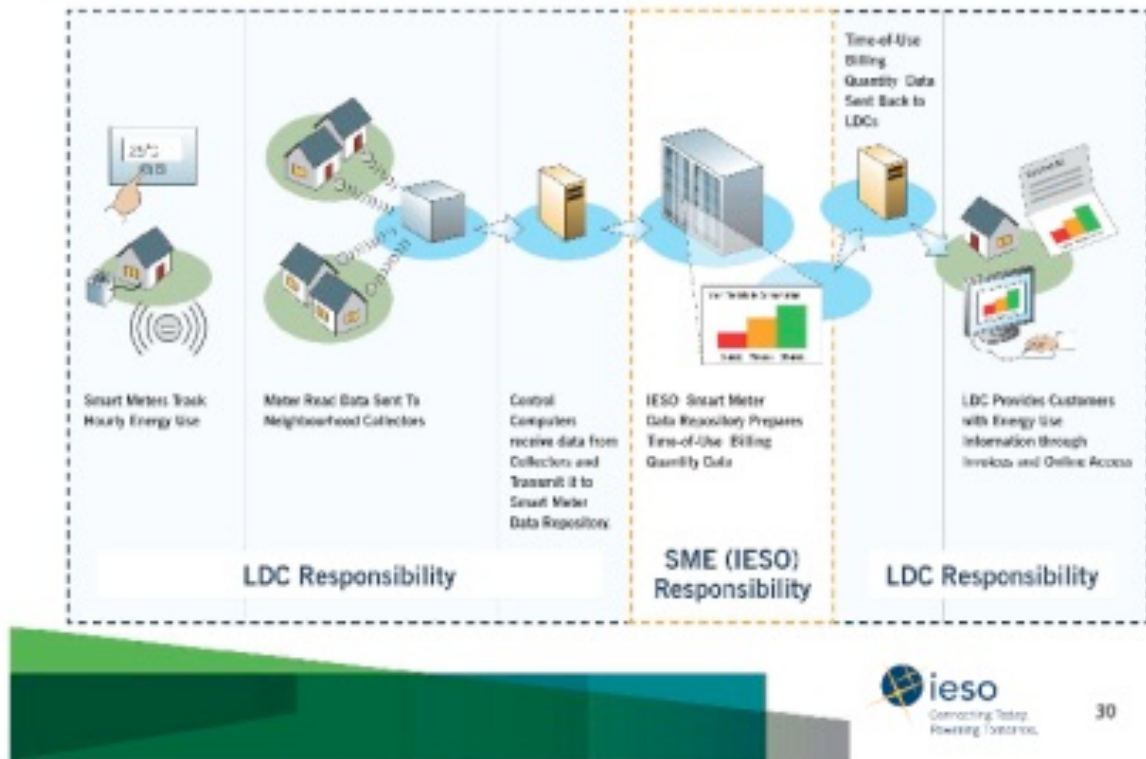 Time-of-Use
Billing
Quantity Data
Sent Back to
LDCs
25°C
Smart Meters Track
Hourly Energy Use
Meter Read Data Sent To
Neighbourhood Collectors
Control
Computers
receive data from
Collectors and
Transmit it to
Smart Meter
Data Repository.
IESO Smart Meter
Data Repository Prepares
Time-of-Use Billing
Quantity Data
LDC Provides Customers
with Energy Use
Information through
Invoices and Online Access
LDC Responsibility
SME (IESO)
Responsibility
LDC Responsibility
ieso
Connecting Today.
Powering Tomorrow.
30